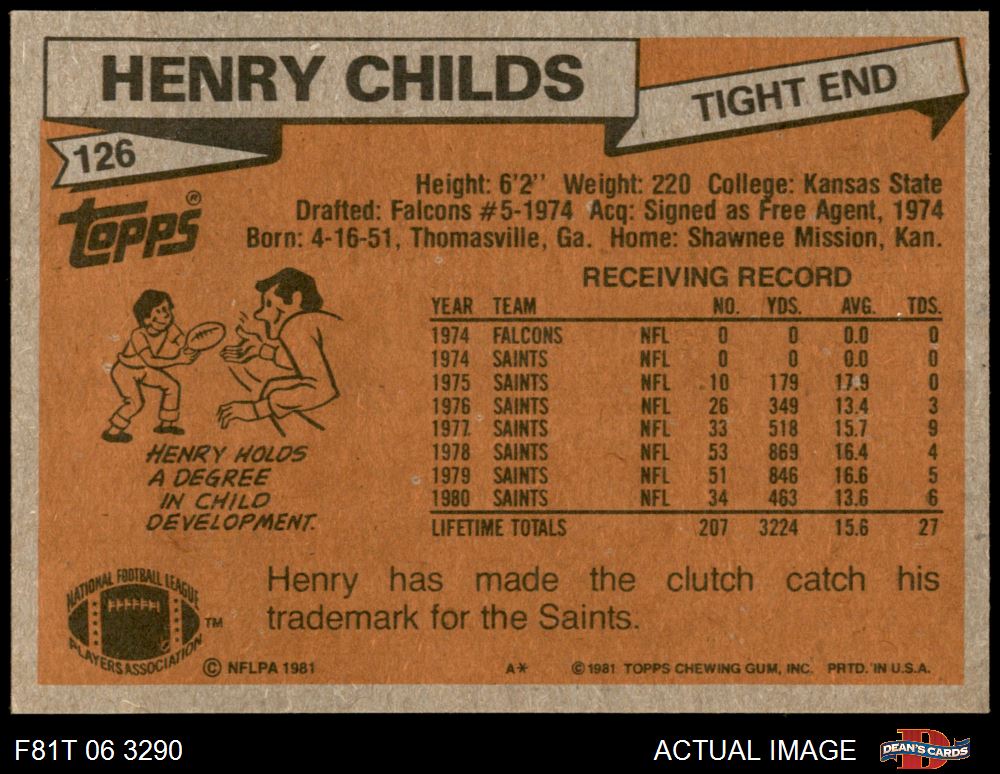 HENRY CHILDS
TIGHT END
126
Topps®
Height: 6'2'' Weight: 220 College: Kansas State
Drafted: Falcons #5-1974 Acq: Signed as Free Agent, 1974
Born: 4-16-51, Thomasville, Ga. Home: Shawnee Mission, Kan.
RECEIVING RECORD
YEAR TEAM NO. YDS. AVG. TDS.
1974 FALCONS NFL 0 0 0.0 0
1974 SAINTS NFL 0 0 0.0 0
1975 SAINTS NFL 10 179 17.9 0
1976 SAINTS NFL 26 349 13.4 3
1977 SAINTS NFL 33 518 15.7 9
1978 SAINTS NFL 53 869 16.4 4
1979 SAINTS NFL 51 846 16.6 5
1980 SAINTS NFL 34 463 13.6 6
LIFETIME TOTALS 207 3224 15.6 27
HENRY HOLDS
A DEGREE
IN CHILD
DEVELOPMENT.
Henry has made the clutch catch his
trademark for the Saints.
NATIONAL FOOTBALL LEAGUE
PLAYERS ASSOCIATION
TM
© NFLPA 1981 A* © 1981 TOPPS CHEWING GUM, INC. PRTD. IN U.S.A.
F81T 06 3290
ACTUAL IMAGE
DEAN'S CARDS